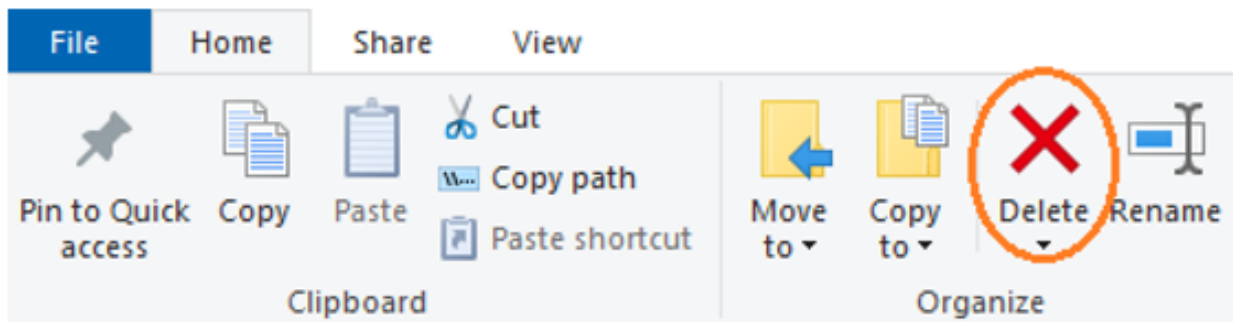 File Home Share View
Cut
\\... Copy path
Pin to Quick access
Copy
Paste
Paste shortcut
Move to
Copy to
Delete
Rename
Clipboard
Organize